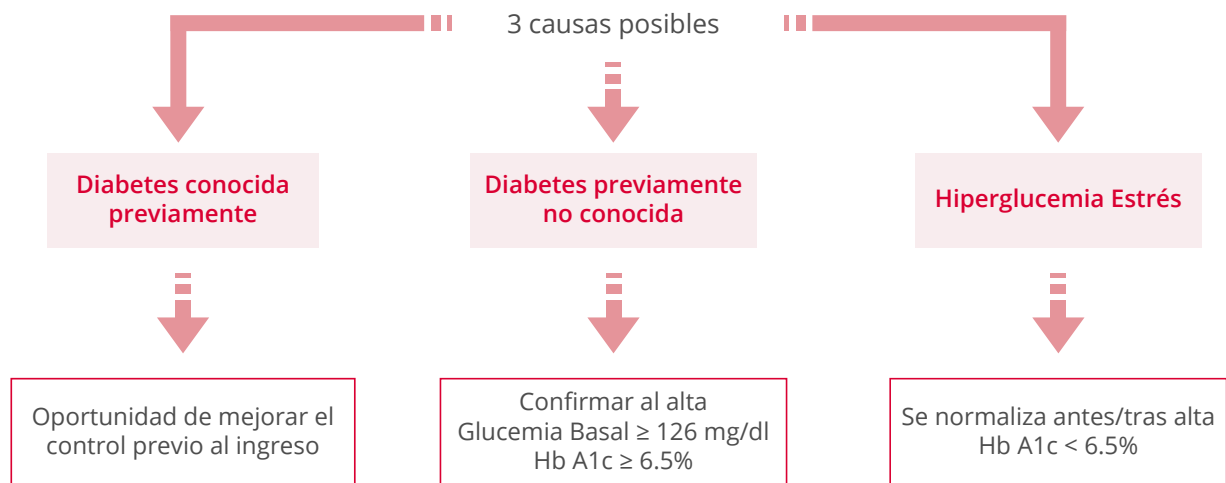 3 causas posibles
Diabetes conocida
previamente
Diabetes previamente
no conocida
Hiperglucemia Estrés
Oportunidad de mejorar el
control previo al ingreso
Confirmar al alta
Glucemia Basal ≥ 126 mg/dl
Hb A1c ≥ 6.5%
Se normaliza antes/tras alta
Hb A1c < 6.5%